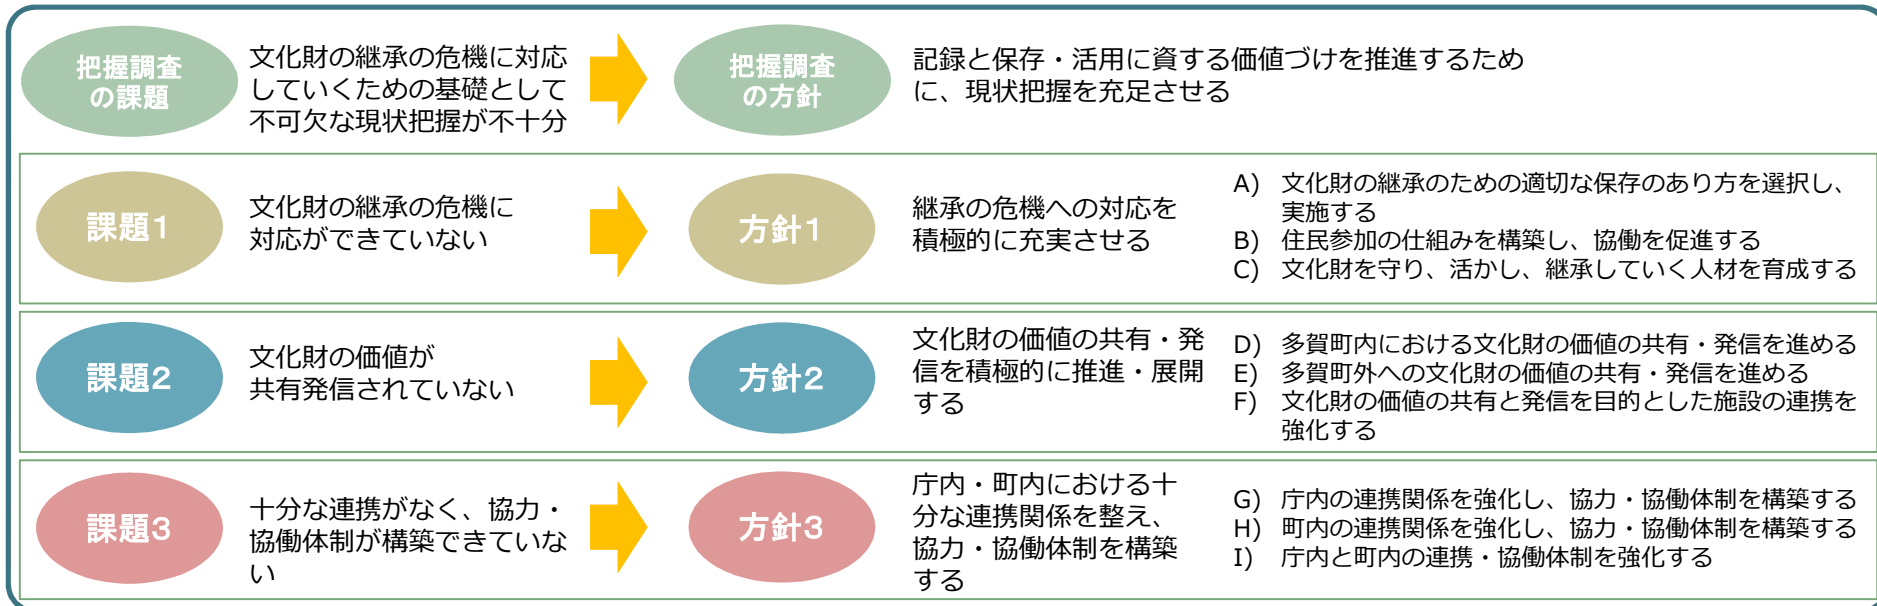 把握調査
の課題
文化財の継承の危機に対応
していくための基礎として
不可欠な現状把握が不十分
把握調査
の方針
記録と保存・活用に資する価値づけを推進するため
に、現状把握を充足させる
課題1
文化財の継承の危機に
対応ができていない
方針1
継承の危機への対応を
積極的に充実させる
A) 文化財の継承のための適切な保存のあり方を選択し、
実施する
B) 住民参加の仕組みを構築し、協働を促進する
C) 文化財を守り、活かし、継承していく人材を育成する
課題2
文化財の価値が
共有発信されていない
方針2
文化財の価値の共有・発
信を積極的に推進・展開
する
D) 多賀町内における文化財の価値の共有・発信を進める
E) 多賀町外への文化財の価値の共有・発信を進める
F) 文化財の価値の共有と発信を目的とした施設の連携を
強化する
課題3
十分な連携がなく、協力・
協働体制が構築できていな
い
方針3
庁内・町内における十
分な連携関係を整え、
協力・協働体制を構築
する
G) 庁内の連携関係を強化し、協力・協働体制を構築する
H) 町内の連携関係を強化し、協力・協働体制を構築する
I) 庁内と町内の連携・協働体制を強化する